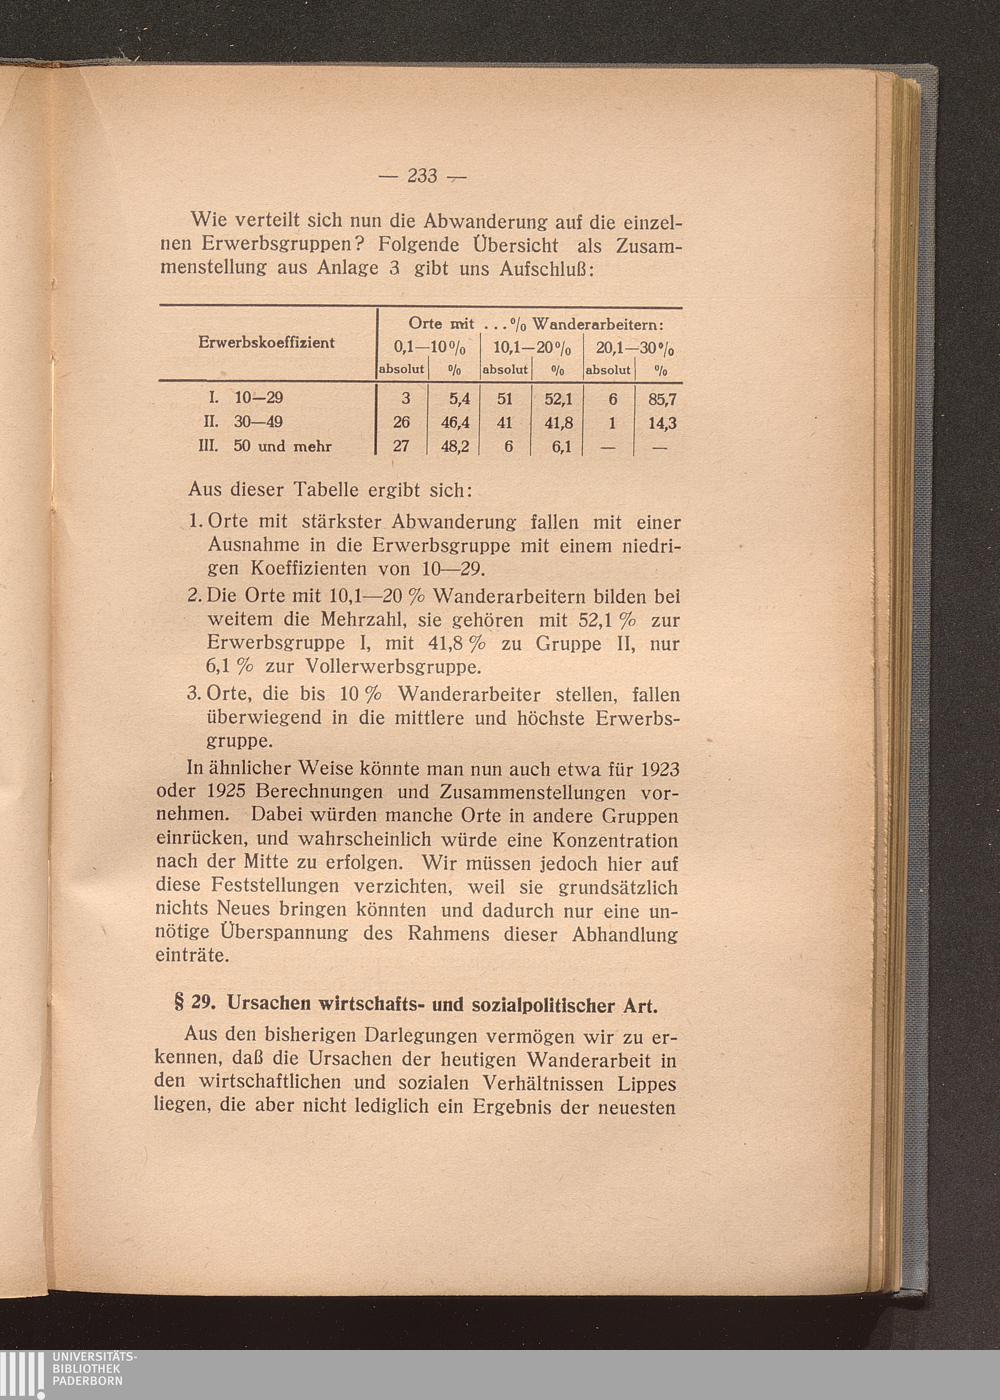 — 233 —
Wie verteilt sich nun die Abwanderung auf die einzel-
nen Erwerbsgruppen? Folgende Übersicht als Zusam-
menstellung aus Anlage 3 gibt uns Aufschluß:
Erwerbskoeffizient
Orte mit . . . % Wanderarbeitern:
0,1—10% 10,1—20% 20,1—30%
absolut % absolut % absolut %
I. 10—29 3 5,4 51 52,1 6 85,7
II. 30—49 26 46,4 41 41,8 1 14,3
III. 50 und mehr 27 48,2 6 6,1 — —
Aus dieser Tabelle ergibt sich:
1. Orte mit stärkster Abwanderung fallen mit einer
Ausnahme in die Erwerbsgruppe mit einem niedri-
gen Koeffizienten von 10—29.
2. Die Orte mit 10,1—20 % Wanderarbeitern bilden bei
weitem die Mehrzahl, sie gehören mit 52,1 % zur
Erwerbsgruppe I, mit 41,8 % zu Gruppe II, nur
6,1 % zur Vollerwerbsgruppe.
3. Orte, die bis 10 % Wanderarbeiter stellen, fallen
überwiegend in die mittlere und höchste Erwerbs-
gruppe.
In ähnlicher Weise könnte man nun auch etwa für 1923
oder 1925 Berechnungen und Zusammenstellungen vor-
nehmen. Dabei würden manche Orte in andere Gruppen
einrücken, und wahrscheinlich würde eine Konzentration
nach der Mitte zu erfolgen. Wir müssen jedoch hier auf
diese Feststellungen verzichten, weil sie grundsätzlich
nichts Neues bringen könnten und dadurch nur eine un-
nötige Überspannung des Rahmens dieser Abhandlung
einträte.
§ 29. Ursachen wirtschafts- und sozialpolitischer Art.
Aus den bisherigen Darlegungen vermögen wir zu er-
kennen, daß die Ursachen der heutigen Wanderarbeit in
den wirtschaftlichen und sozialen Verhältnissen Lippes
liegen, die aber nicht lediglich ein Ergebnis der neuesten
UNIVERSITÄTS-
BIBLIOTHEK
PADERBORN